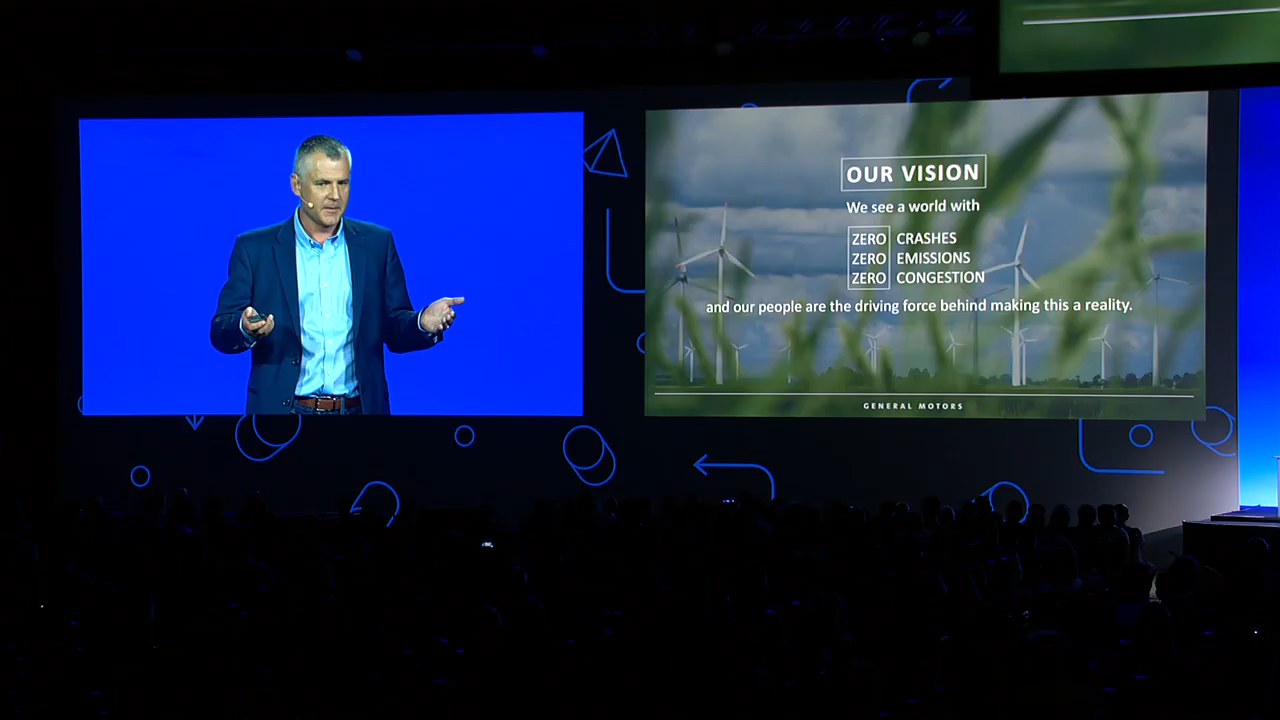 OUR VISION
We see a world with
ZERO CRASHES
ZERO EMISSIONS
ZERO CONGESTION
and our people are the driving force behind making this a reality.
GENERAL MOTORS